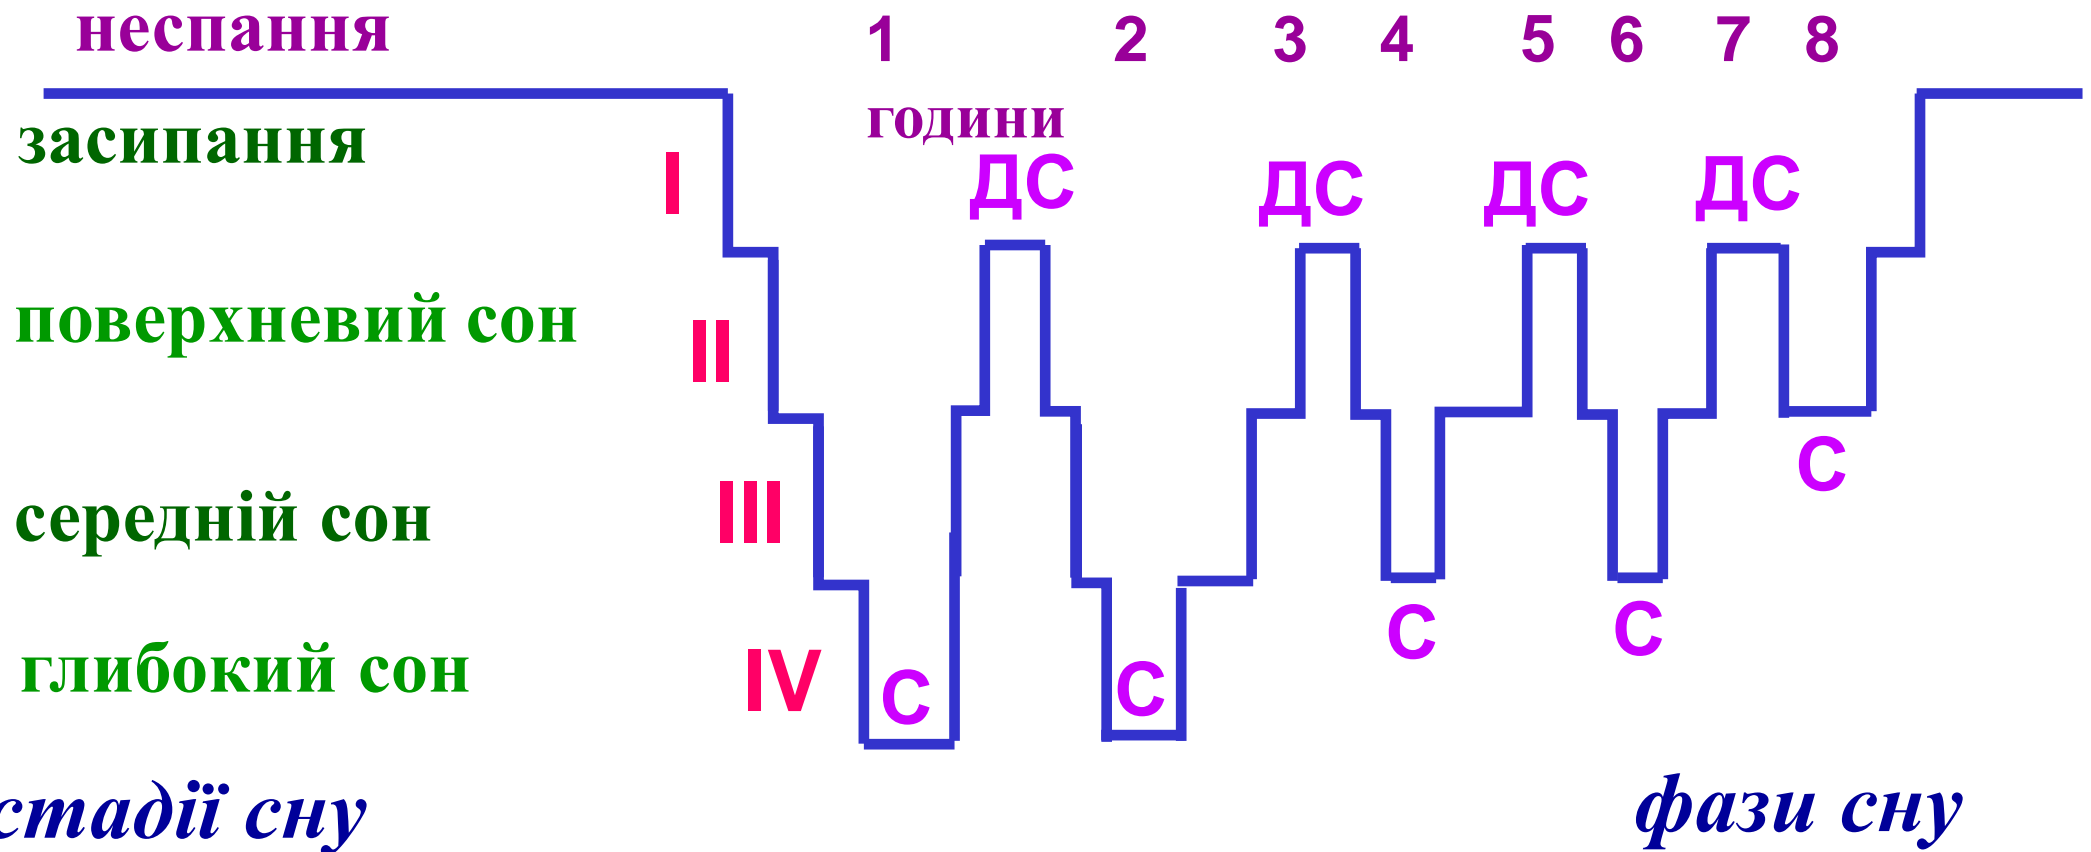 неспання 1 2 3 4 5 6 7 8
години
засипання I ДС ДС ДС ДС
поверхневий сон II
середній сон III С
глибокий сон IV С С С С
стадії сну фази сну